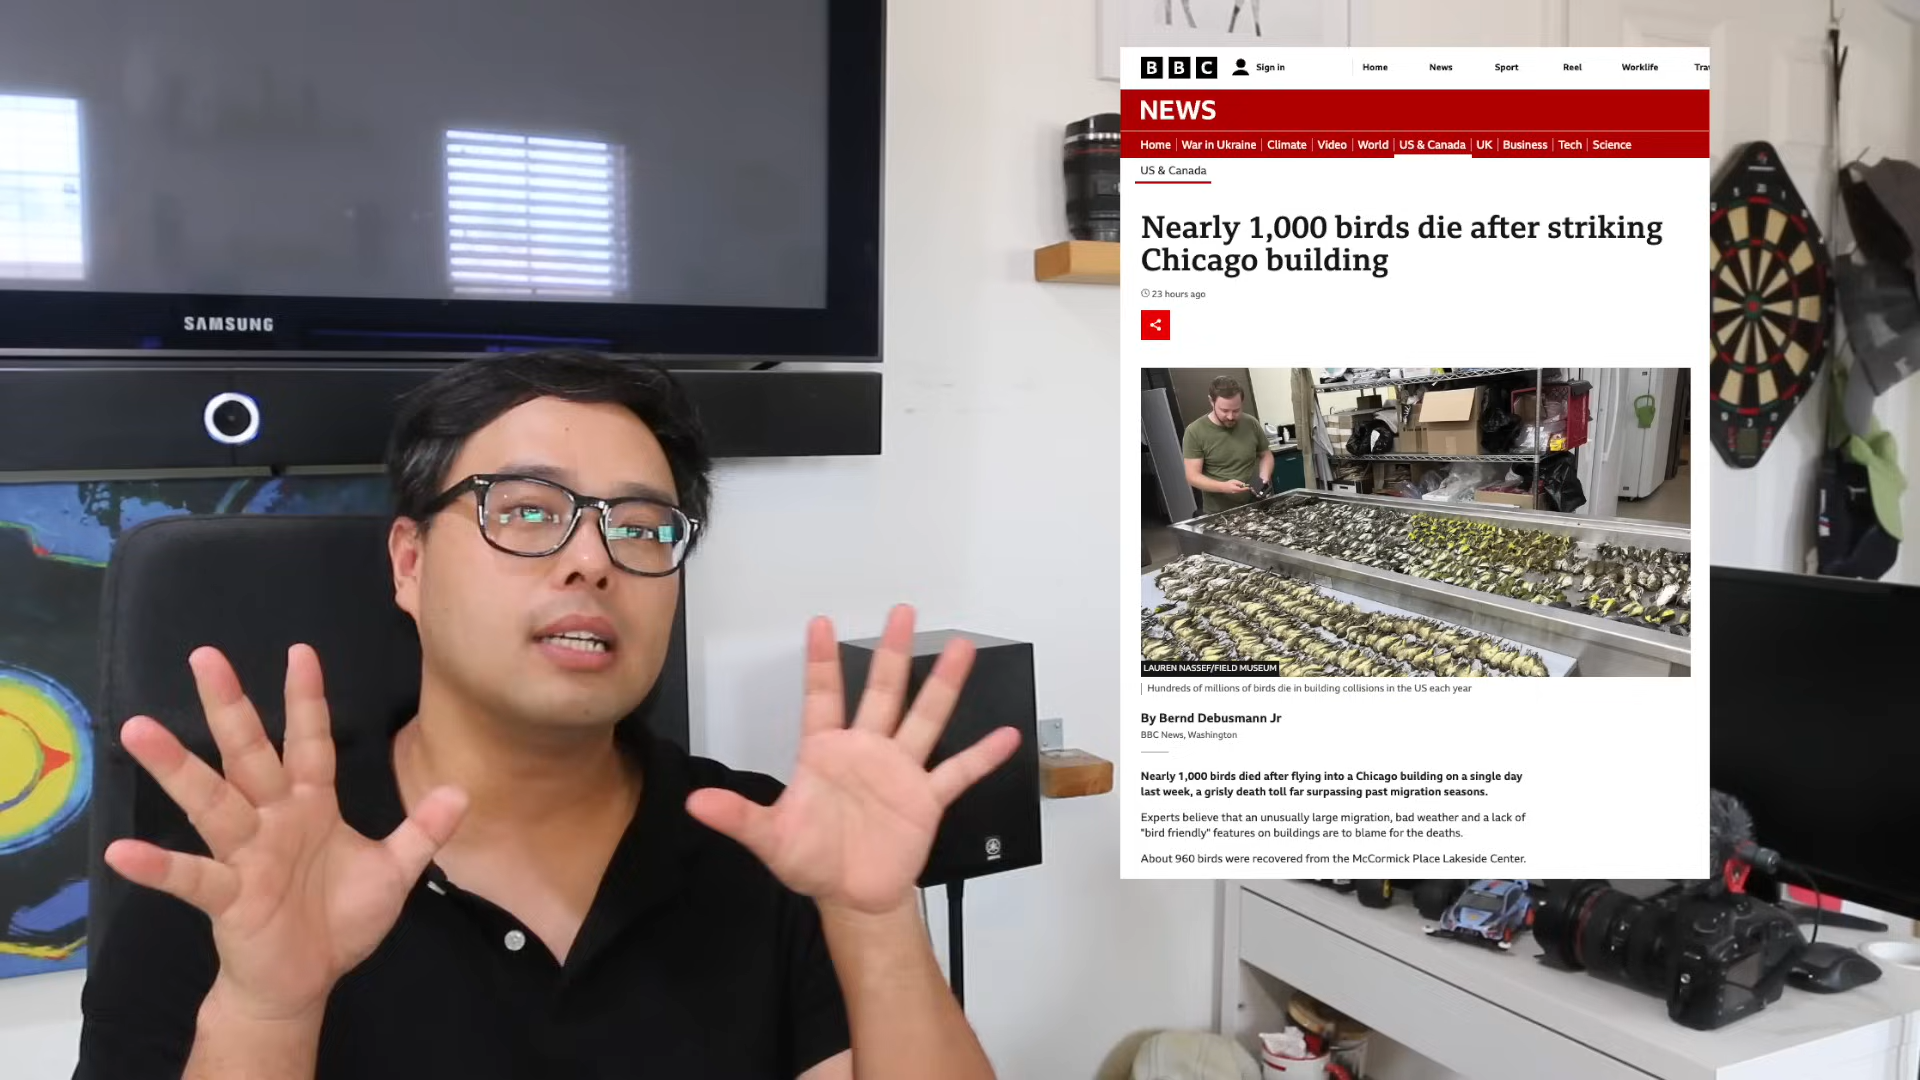 SAMSUNG
BBC Sign in Home News Sport Reel Worklife Tra
NEWS
Home War in Ukraine Climate Video World US & Canada UK Business Tech Science
US & Canada
Nearly 1,000 birds die after striking
Chicago building
23 hours ago
LAUREN NASSEF/FIELD MUSEUM
Hundreds of millions of birds die in building collisions in the US each year
By Bernd Debusmann Jr
BBC News, Washington
Nearly 1,000 birds died after flying into a Chicago building on a single day
last week, a grisly death toll far surpassing past migration seasons.
Experts believe that an unusually large migration, bad weather and a lack of
"bird friendly" features on buildings are to blame for the deaths.
About 960 birds were recovered from the McCormick Place Lakeside Center.